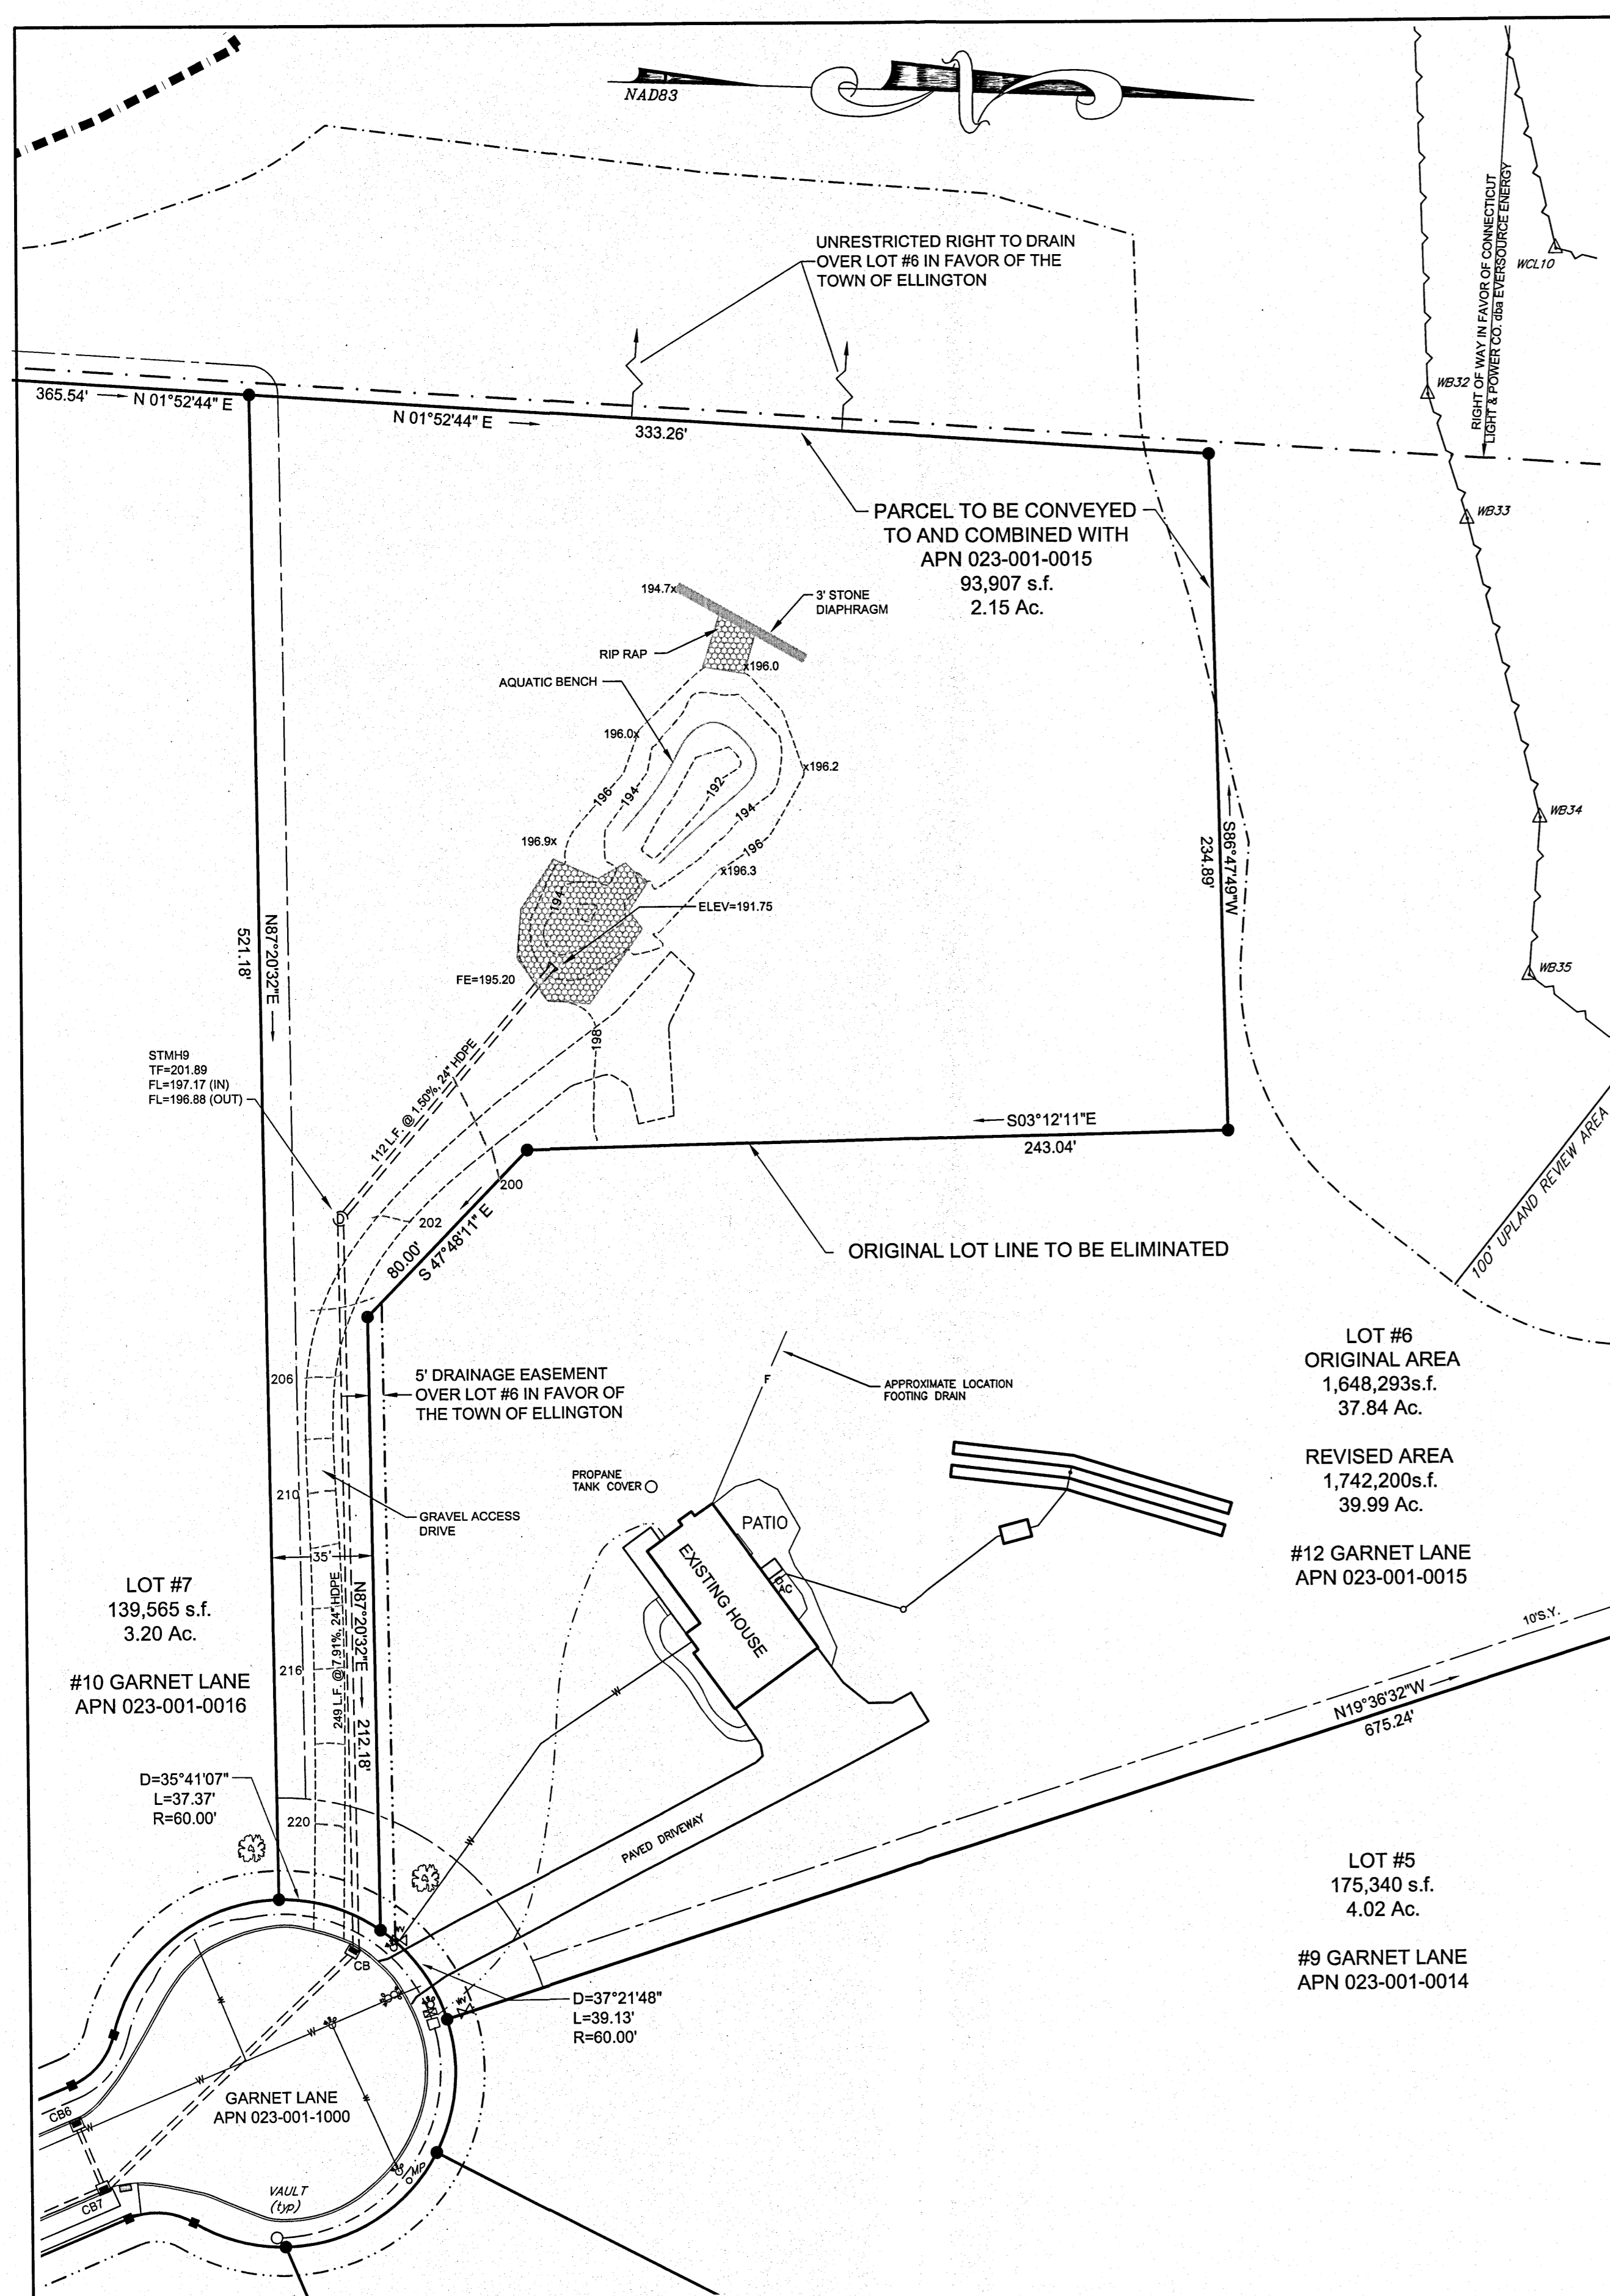 NAD83
UNRESTRICTED RIGHT TO DRAIN
OVER LOT #6 IN FAVOR OF THE
TOWN OF ELLINGTON
RIGHT OF WAY IN FAVOR OF CONNECTICUT
LIGHT & POWER CO. dba EVERSOURCE ENERGY
WCL10
WB32
WB33
WB34
WB35
365.54'
N 01°52'44" E
N 01°52'44" E
333.26'
PARCEL TO BE CONVEYED
TO AND COMBINED WITH
APN 023-001-0015
93,907 s.f.
2.15 Ac.
194.7x
3' STONE
DIAPHRAGM
RIP RAP
x196.0
AQUATIC BENCH
196.0x
x196.2
196
194
192
194
196
196.9x
x196.3
194
ELEV=191.75
FE=195.20
198
S86°47'49"W
234.89'
N87°20'32"E
521.18'
STMH9
TF=201.89
FL=197.17 (IN)
FL=196.88 (OUT)
112 L.F. @ 1.50%, 24" HDPE
D
S03°12'11"E
243.04'
200
202
80.00'
S 47°48'11" E
ORIGINAL LOT LINE TO BE ELIMINATED
100' UPLAND REVIEW AREA
206
5' DRAINAGE EASEMENT
OVER LOT #6 IN FAVOR OF
THE TOWN OF ELLINGTON
F
APPROXIMATE LOCATION
FOOTING DRAIN
LOT #6
ORIGINAL AREA
1,648,293s.f.
37.84 Ac.
REVISED AREA
1,742,200s.f.
39.99 Ac.
#12 GARNET LANE
APN 023-001-0015
PROPANE
TANK COVER
210
GRAVEL ACCESS
DRIVE
PATIO
EXISTING HOUSE
35'
LOT #7
139,565 s.f.
3.20 Ac.
#10 GARNET LANE
APN 023-001-0016
249 L.F. @ 7.91%, 24" HDPE
N87°20'32"E
212.18'
216
W
10'S.Y.
N19°36'32"W
675.24'
D=35°41'07"
L=37.37'
R=60.00'
220
W
PAVED DRIVEWAY
LOT #5
175,340 s.f.
4.02 Ac.
#9 GARNET LANE
APN 023-001-0014
CB
D=37°21'48"
L=39.13'
R=60.00'
W
W
W
GARNET LANE
APN 023-001-1000
CB6
CB7
MP
VAULT
(typ)